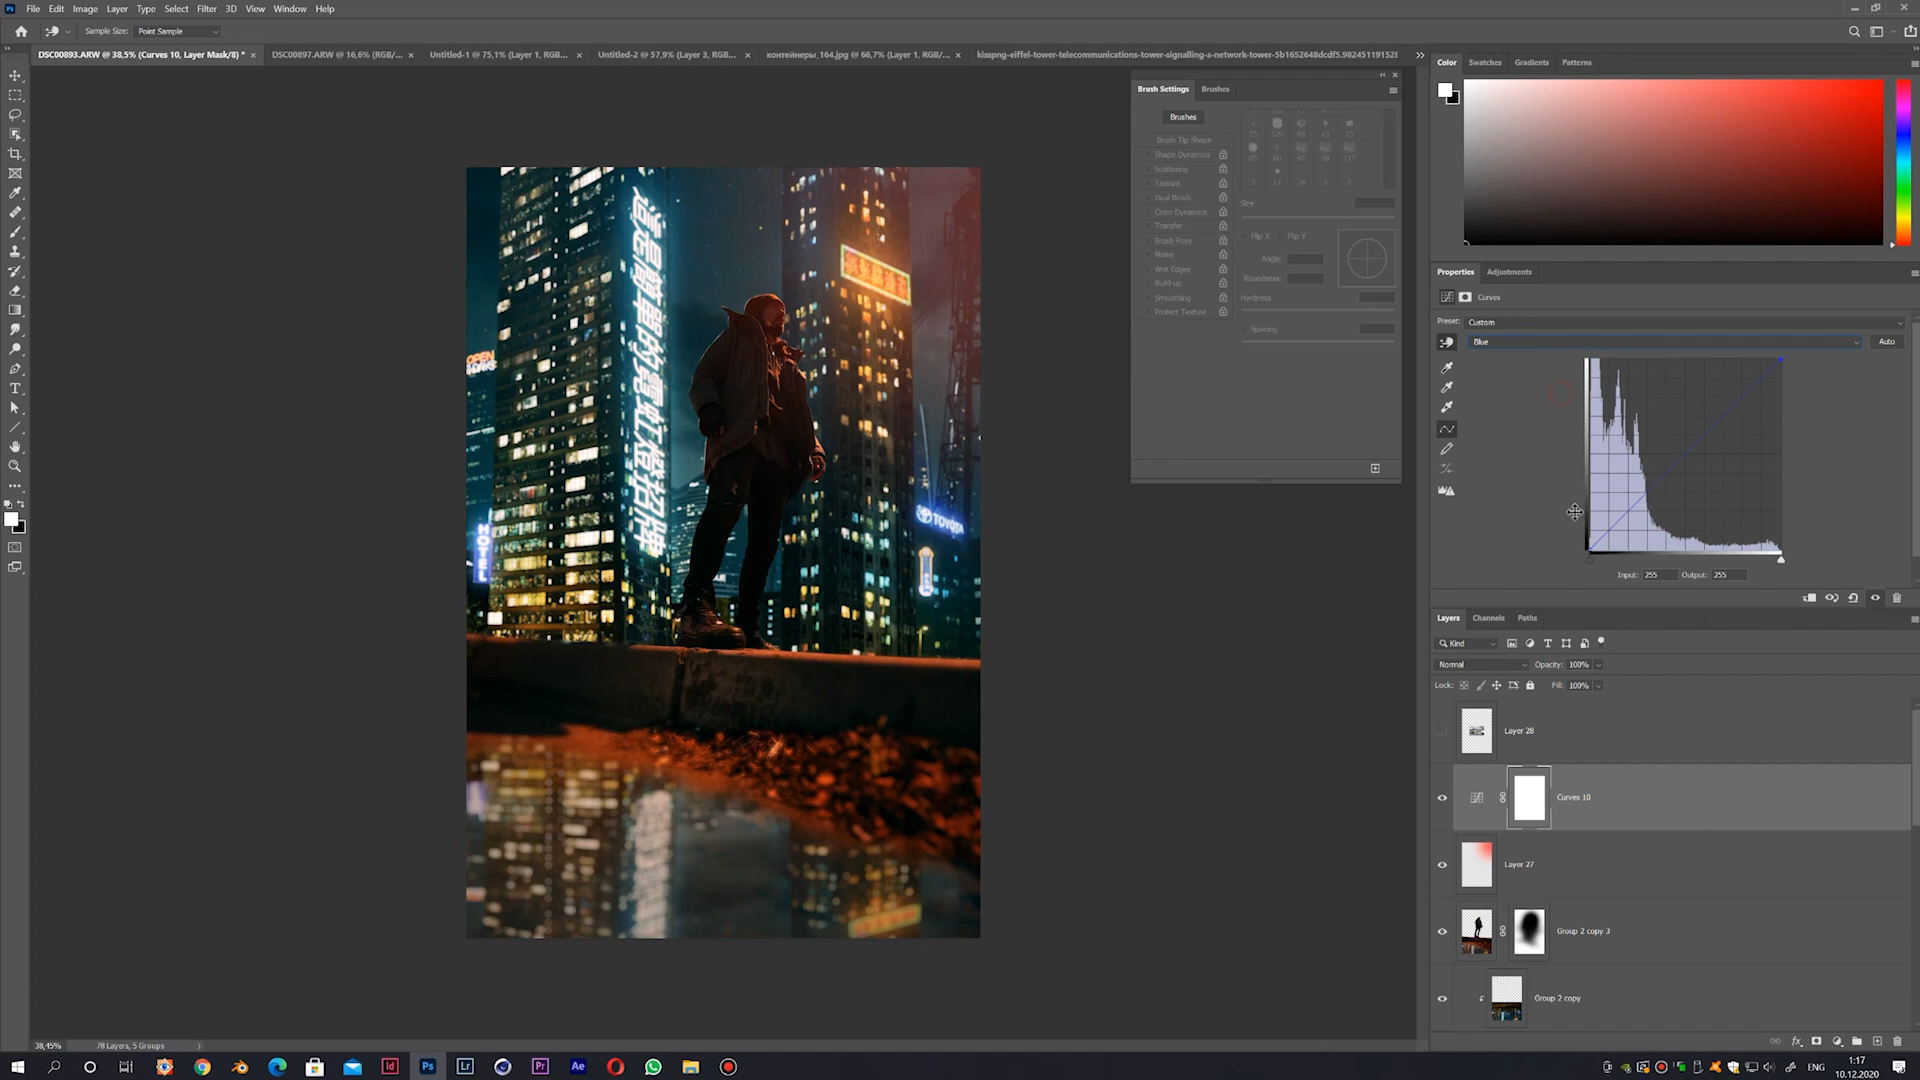 File Edit Image Layer Type Select Filter 3D View Window Help
Sample Size: Point Sample
DSC00893.ARW @ 38,5% (Curves 10, Layer Mask/8) *
DSC00897.ARW @ 16,6% (RGB/...
Untitled-1 @ 75,1% (Layer 1, RGB...
Untitled-2 @ 57,9% (Layer 3, RGB...
контейнеры_164.jpg @ 66,7% (Layer 1, RGB/...
kisspng-eiffel-tower-telecommunications-tower-signalling-s-network-tower-5b1652648dcdf5.98245119152
Brush Settings Brushes
Brushes
Brush Tip Shape
Shape Dynamics
Scattering
Texture
Dual Brush
Color Dynamics
Transfer
Brush Pose
Noise
Wet Edges
Build-up
Smoothing
Protect Texture
Size
Flip X Flip Y
Angle:
Roundness:
Hardness
Spacing
Color Swatches Gradients Patterns
Properties Adjustments
Curves
Preset: Custom
Blue Auto
Input: 255 Output: 255
Layers Channels Paths
Kind
Normal Opacity: 100%
Lock: Fill: 100%
Layer 28
Curves 10
Layer 27
Group 2 copy 3
Group 2 copy
OPEN
HOTEL
TOYOTA
38,45% 78 Layers, 5 Groups
ENG
1:17
10.12.2020